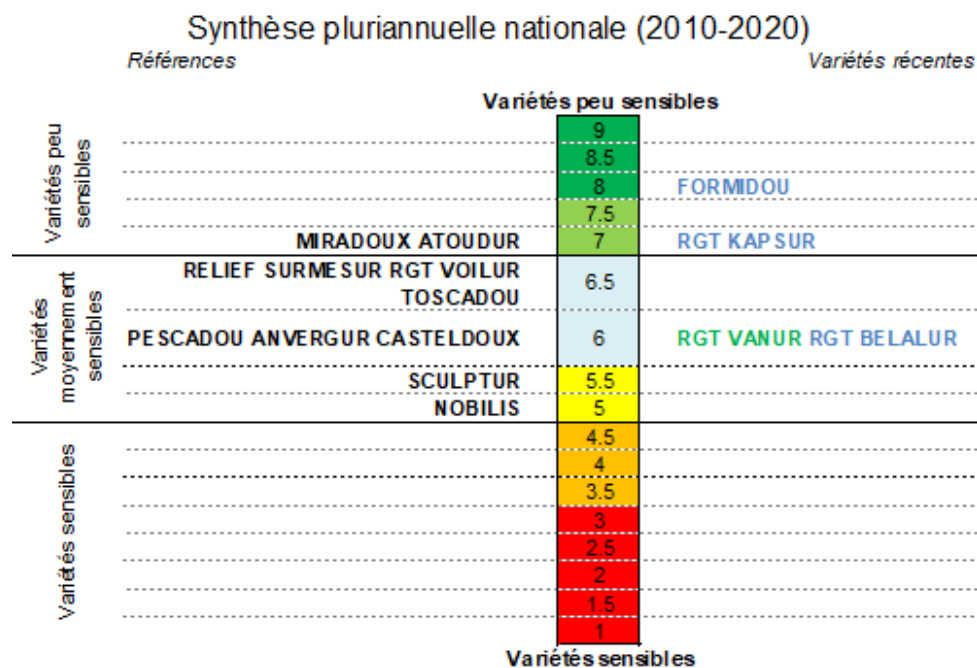 Synthèse pluriannuelle nationale (2010-2020)
Références
Variétés récentes
Variétés peu sensibles
Variétés peu
sensibles
9
8.5
8 FORMIDOU
7.5
MIRADOUX ATOUDUR 7 RGT KAPSUR
Variétés
moyennement
sensibles
RELIEF SURMESUR RGT VOILUR
TOSCADOU
6.5
PESCADOU ANVERGUR CASTELDOUX 6 RGT VANUR RGT BELALUR
SCULPTUR 5.5
NOBILIS 5
Variétés sensibles
4.5
4
3.5
3
2.5
2
1.5
1
Variétés sensibles